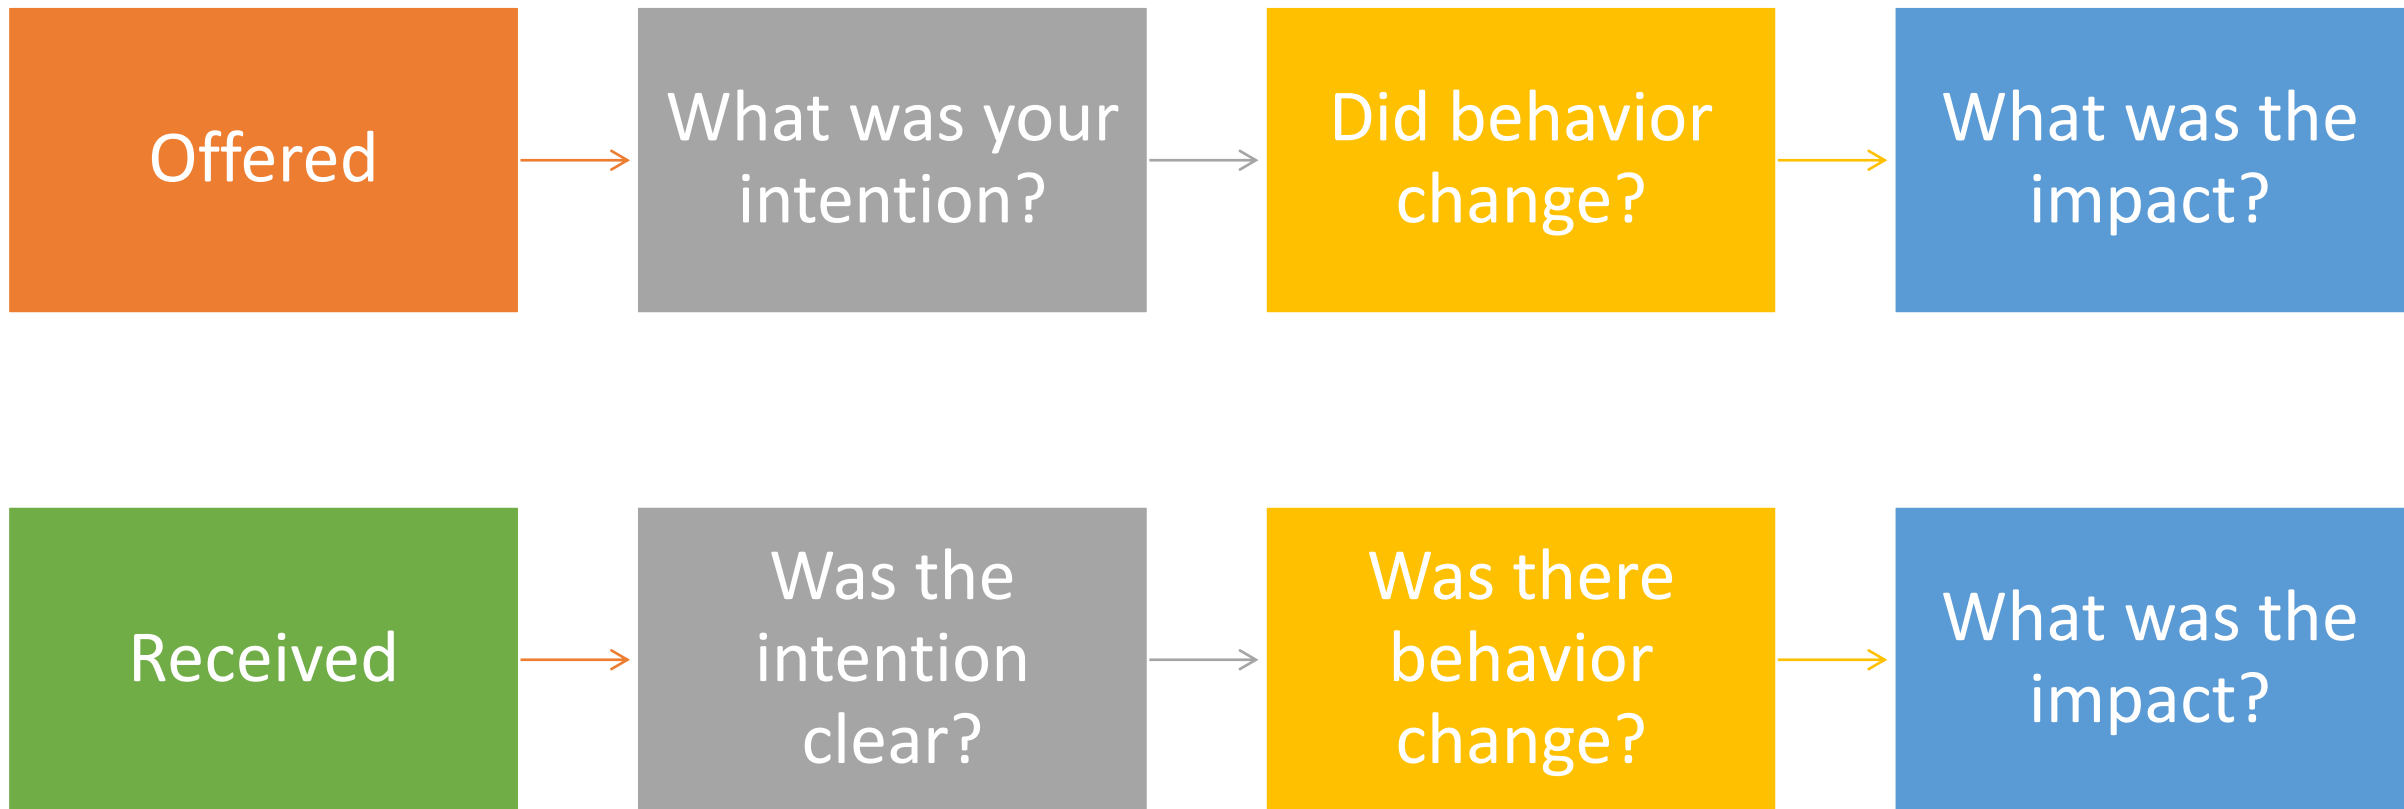 Offered
What was your
intention?
Did behavior
change?
What was the
impact?
Received
Was the
intention
clear?
Was there
behavior
change?
What was the
impact?